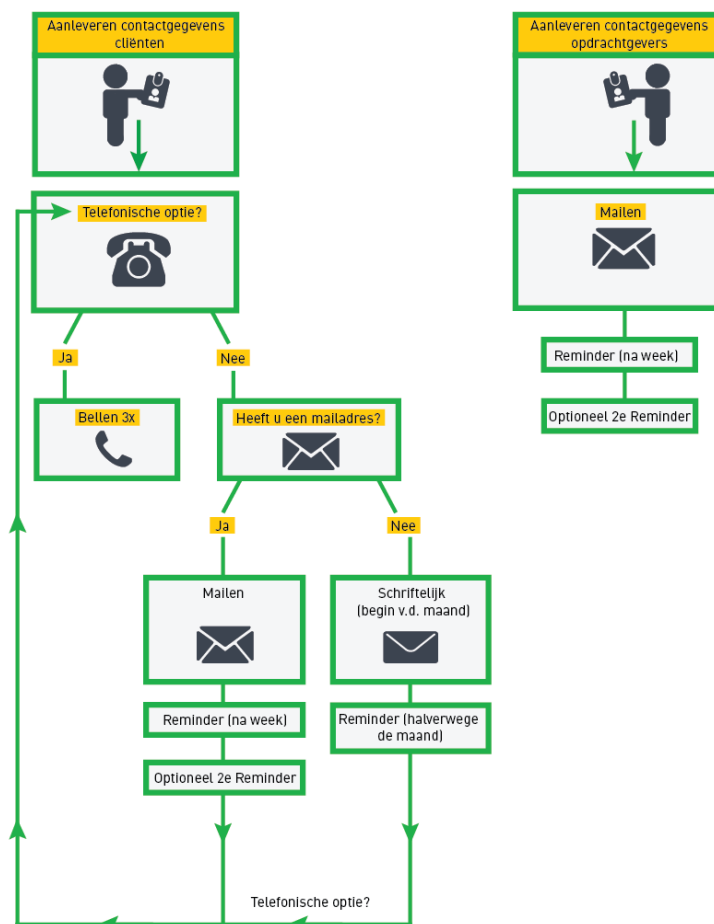 Aanleveren contactgegevens
cliënten
Aanleveren contactgegevens
opdrachtgevers
Telefonische optie?
Mailen
Ja
Nee
Reminder (na week)
Optioneel 2e Reminder
Bellen 3x
Heeft u een mailadres?
Ja
Nee
Mailen
Schriftelijk
(begin v.d. maand)
Reminder (na week)
Reminder (halverwege
de maand)
Optioneel 2e Reminder
Telefonische optie?